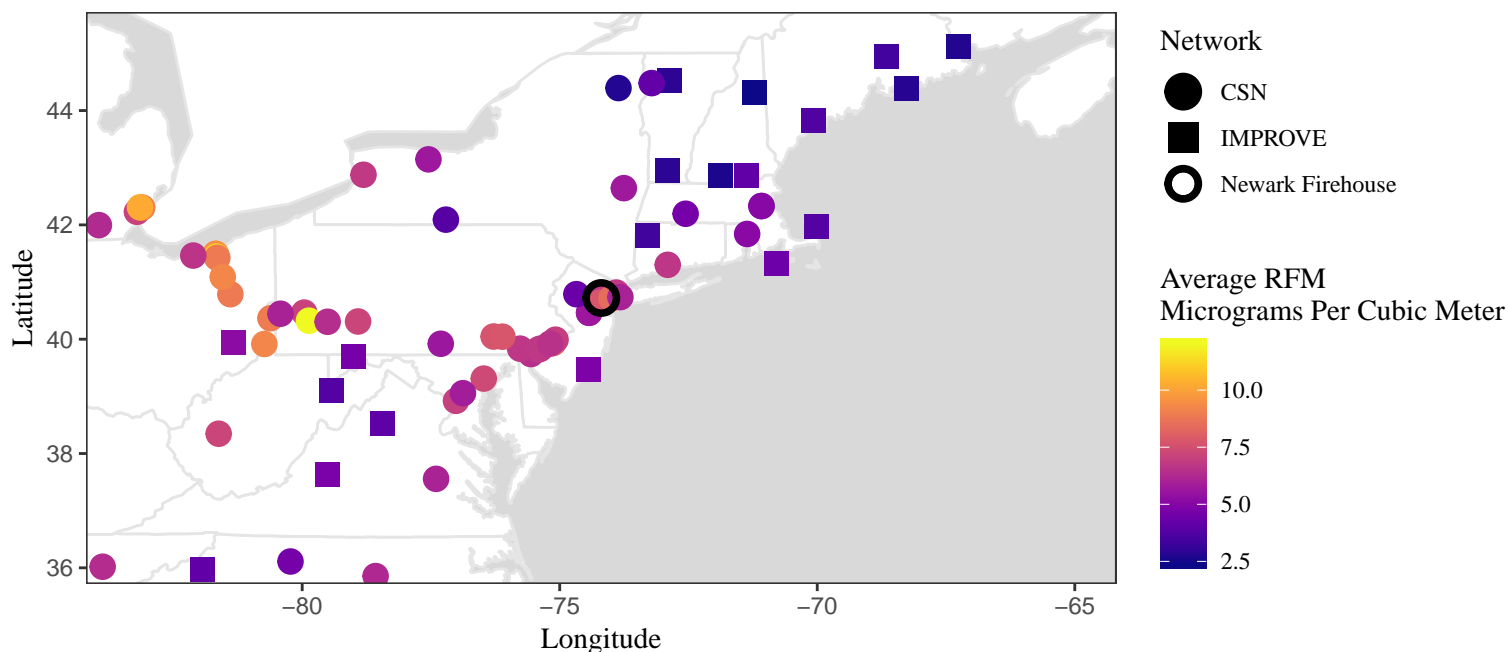 44
42
40
38
36
Latitude
−80
−75
−70
−65
Longitude
Network
CSN
IMPROVE
Newark Firehouse
Average RFM
Micrograms Per Cubic Meter
10.0
7.5
5.0
2.5